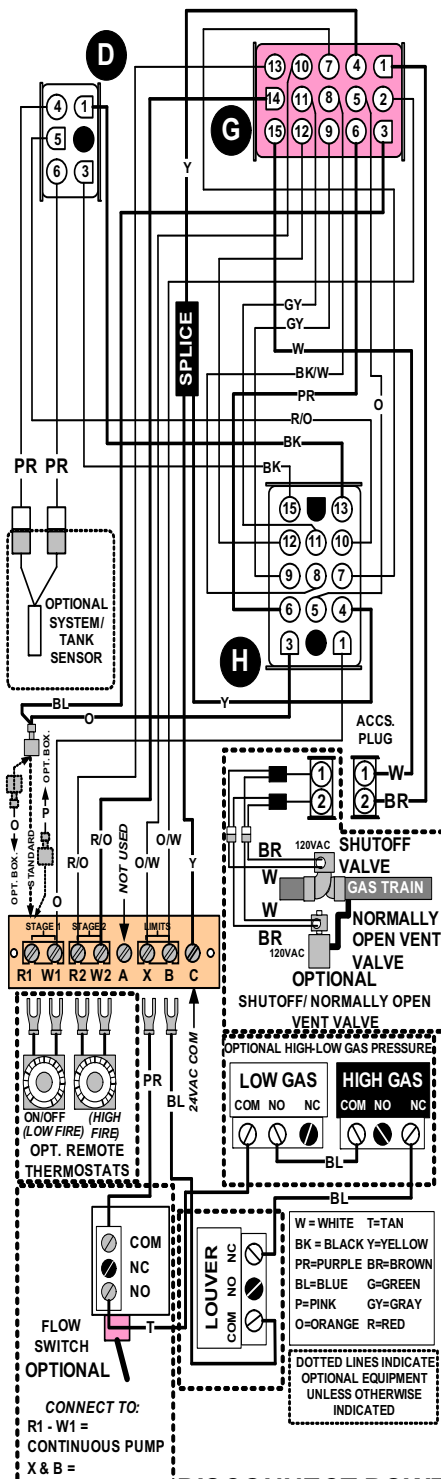 D
G
13 10 7 4 1
14 11 8 5 2
15 12 9 6 3
4 1
5
6 3
Y
SPLICE
GY
GY
W
BK/W
O
PR
R/O
BK
PR PR
BK
15 13
12 11 10
9 8 7
6 5 4
3 1
H
OPTIONAL
SYSTEM/
TANK
SENSOR
Y
BL
O
ACCS.
PLUG
1
2
1
2
W
BR
OPT. BOX.
O
STANDARD
P
OPT. BOX.
O
R/O
R/O
NOT USED
O/W
O/W
Y
BR
W
W
BR
120VAC
SHUTOFF
VALVE
GAS TRAIN
NORMALLY
OPEN VENT
VALVE
120VAC
OPTIONAL
SHUTOFF/ NORMALLY OPEN
VENT VALVE
STAGE 1 STAGE 2 LIMITS
R1 W1 R2 W2 A X B C
24VAC COM
PR
BL
ON/OFF
(LOW FIRE)
(HIGH
FIRE)
OPT. REMOTE
THERMOSTATS
OPTIONAL HIGH-LOW GAS PRESSURE
LOW GAS
COM NO NC
HIGH GAS
COM NO NC
BL
BL
COM
NC
NO
T
FLOW
SWITCH
OPTIONAL
CONNECT TO:
R1 - W1 =
CONTINUOUS PUMP
X & B =
LOUVER
COM NO NC
W = WHITE T=TAN
BK = BLACK Y=YELLOW
PR=PURPLE BR=BROWN
BL=BLUE G=GREEN
P=PINK GY=GRAY
O=ORANGE R=RED
DOTTED LINES INDICATE
OPTIONAL EQUIPMENT
UNLESS OTHERWISE
INDICATED